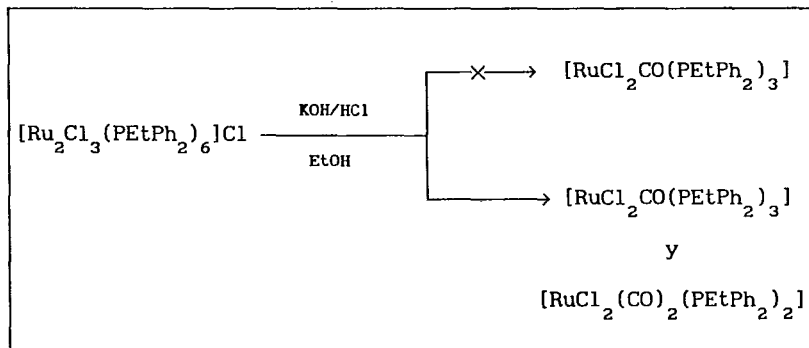 [RuCl2CO(PEtPh2)3]
KOH/HCl
[Ru2Cl3(PEtPh2)6]Cl
EtOH
[RuCl2CO(PEtPh2)3]
y
[RuCl2(CO)2(PEtPh2)2]